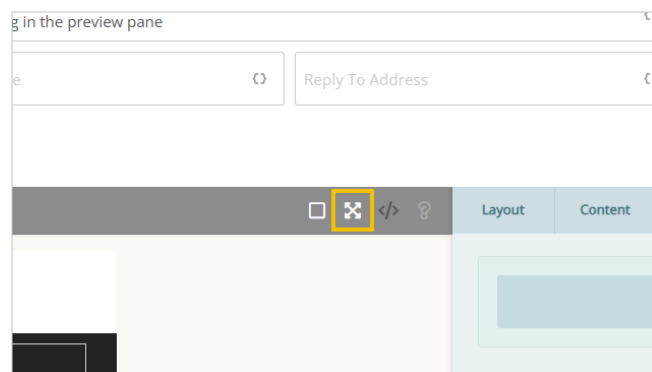 g in the preview pane
e {} Reply To Address {
</> ? Layout Content